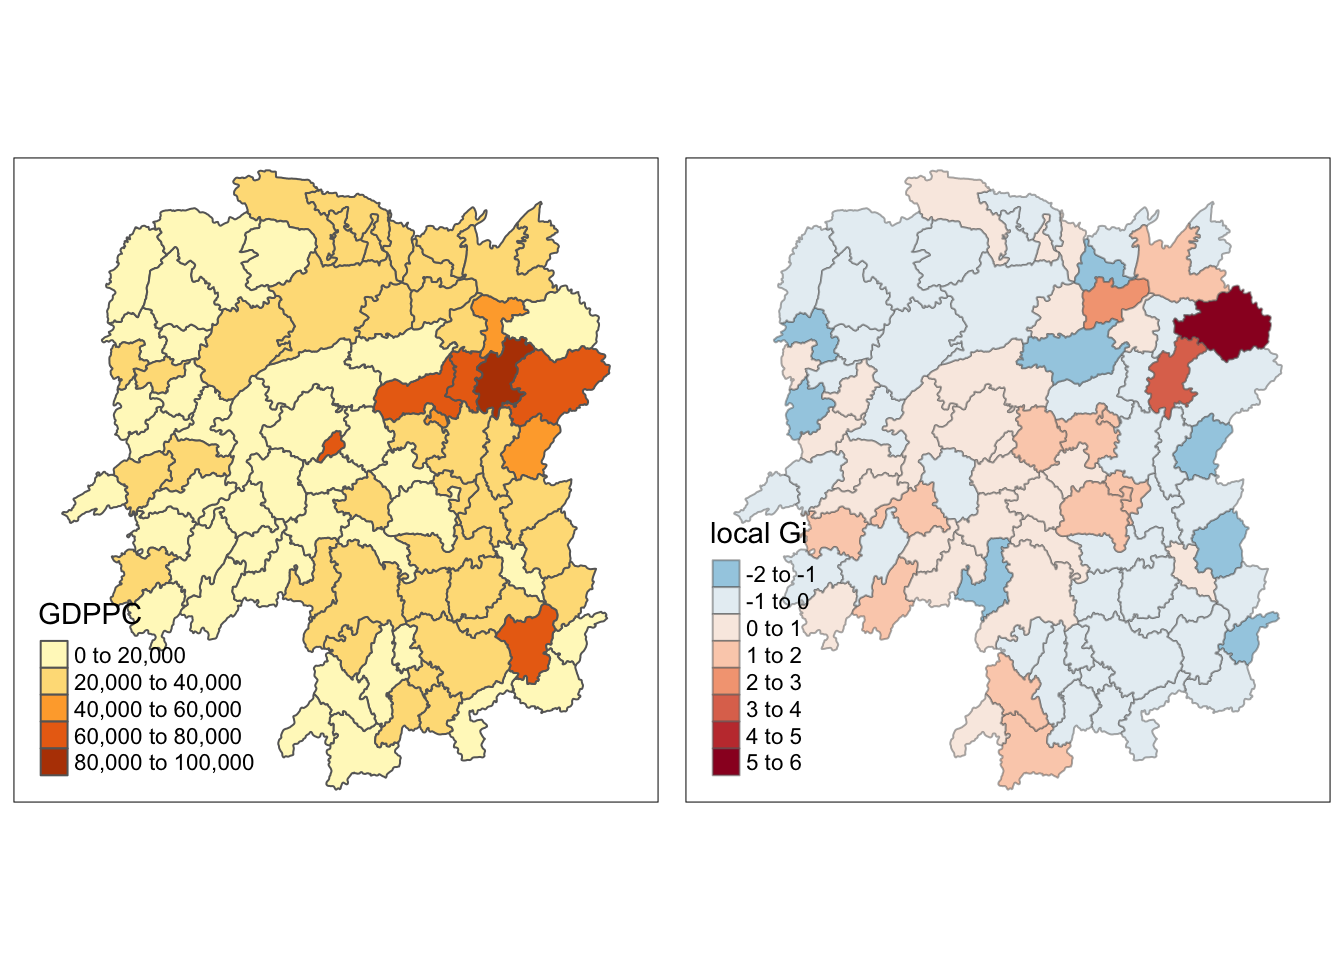 GDPPC
0 to 20,000
20,000 to 40,000
40,000 to 60,000
60,000 to 80,000
80,000 to 100,000
local Gi
-2 to -1
-1 to 0
0 to 1
1 to 2
2 to 3
3 to 4
4 to 5
5 to 6